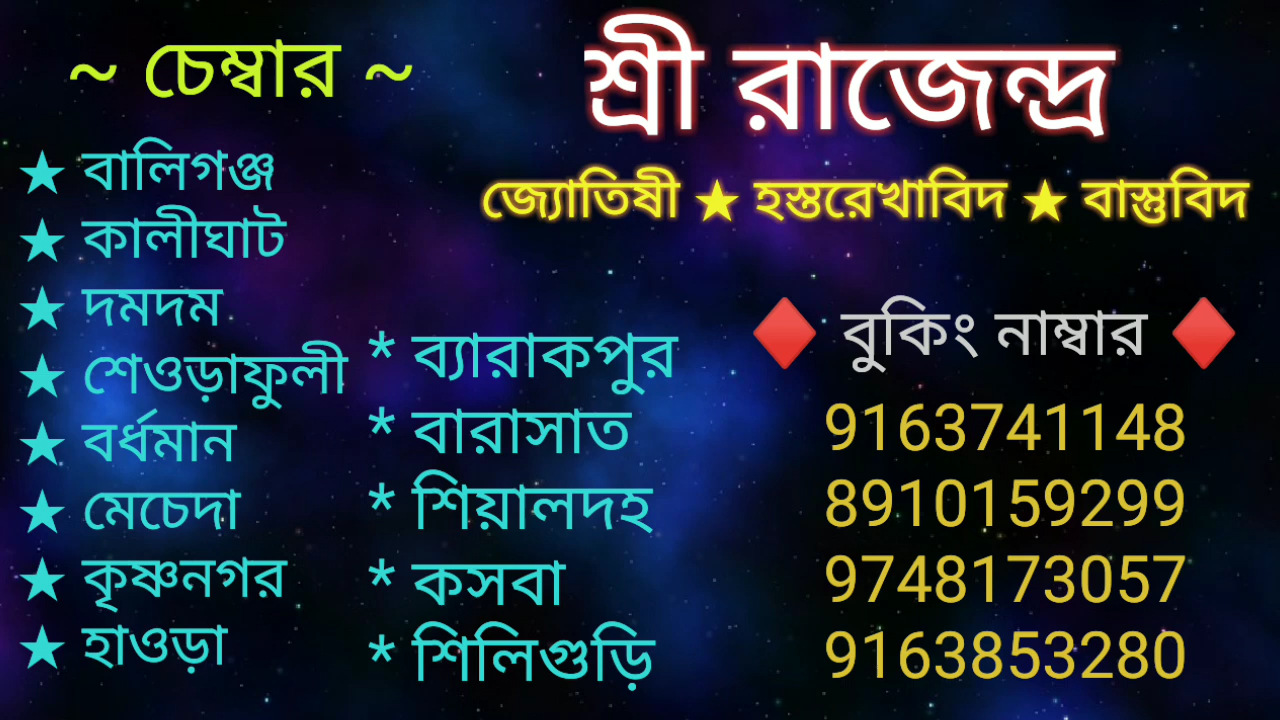 ~ চেম্বার ~
★ বালিগঞ্জ
★ কালীঘাট
★ দমদম
★ শেওড়াফুলী
★ বর্ধমান
★ মেচেদা
★ কৃষ্ণনগর
★ হাওড়া
* ব্যারাকপুর
* বারাসাত
* শিয়ালদহ
* কসবা
* শিলিগুড়ি
শ্রী রাজেন্দ্র
জ্যোতিষী ★ হস্তরেখাবিদ ★ বাস্তুবিদ
♦ বুকিং নাম্বার ♦
9163741148
8910159299
9748173057
9163853280